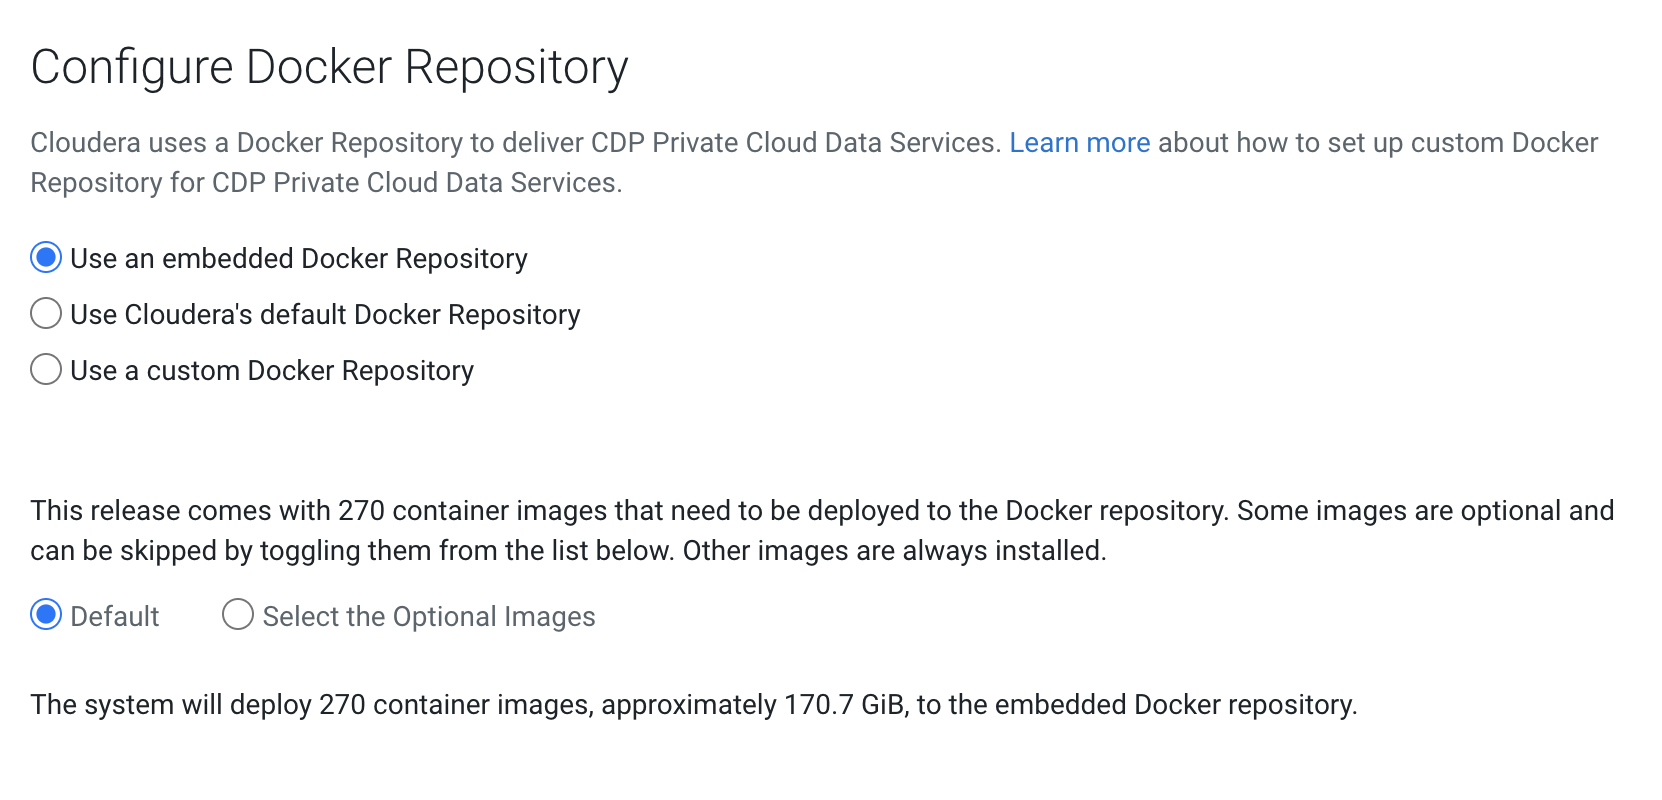 Configure Docker Repository
Cloudera uses a Docker Repository to deliver CDP Private Cloud Data Services. Learn more about how to set up custom Docker
Repository for CDP Private Cloud Data Services.
Use an embedded Docker Repository
Use Cloudera's default Docker Repository
Use a custom Docker Repository
This release comes with 270 container images that need to be deployed to the Docker repository. Some images are optional and
can be skipped by toggling them from the list below. Other images are always installed.
Default Select the Optional Images
The system will deploy 270 container images, approximately 170.7 GiB, to the embedded Docker repository.